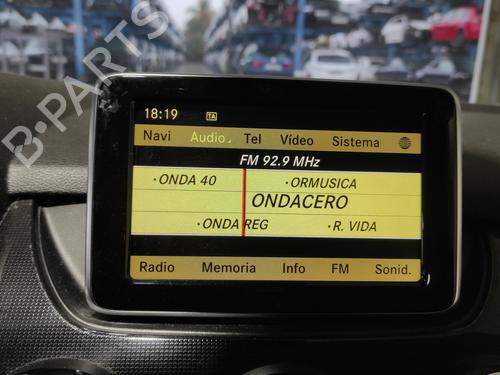 18:19 TA
Navi Audio Tel Vídeo Sistema
FM 92.9 MHz
·ONDA 40 ·ORMUSICA
ONDACERO
·ONDA REG ·R. VIDA
Radio Memoria Info FM Sonid.
B-PARTS